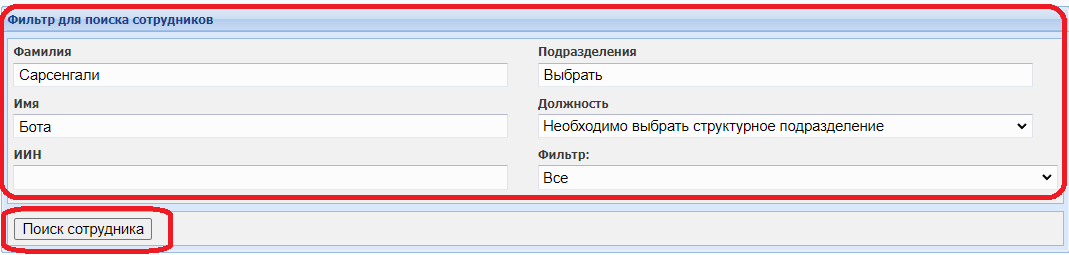 Фильтр для поиска сотрудников
Фамилия
Сарсенгали
Подразделения
Выбрать
Имя
Бота
Должность
Необходимо выбрать структурное подразделение
ИИН
Фильтр:
Все
Поиск сотрудника